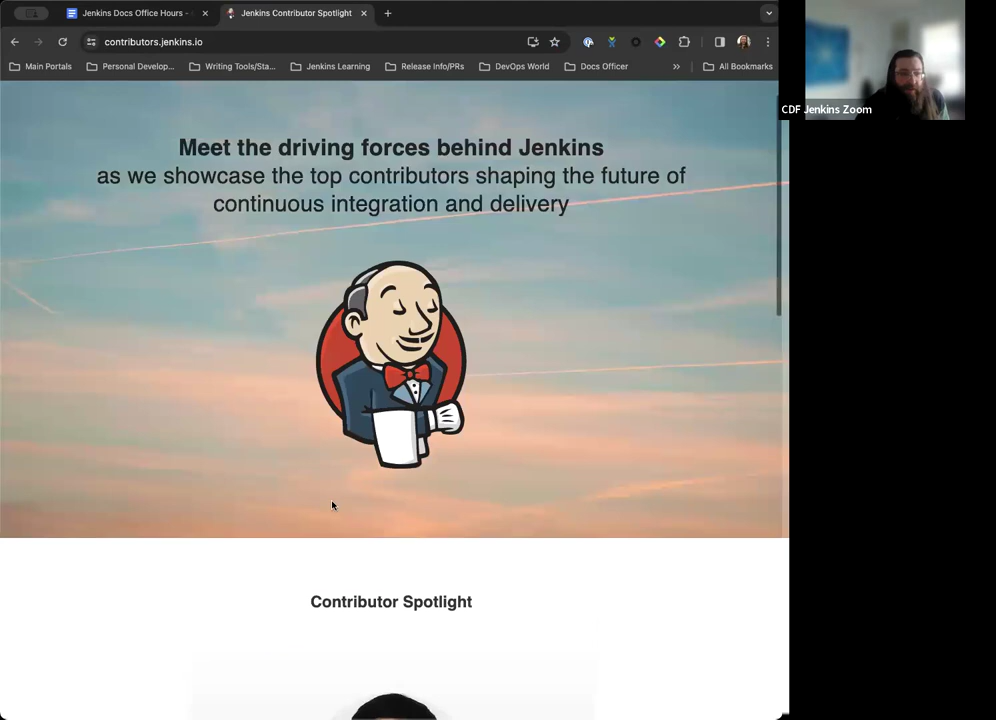 Jenkins Docs Office Hours -
Jenkins Contributor Spotlight
contributors.jenkins.io
Main Portals
Personal Develop...
Writing Tools/Sta...
Jenkins Learning
Release Info/PRs
DevOps World
Docs Officer
All Bookmarks
CDF Jenkins Zoom
Meet the driving forces behind Jenkins
as we showcase the top contributors shaping the future of
continuous integration and delivery
Contributor Spotlight